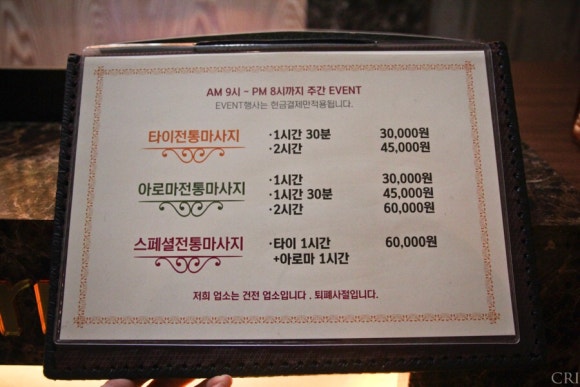 AM 9시 - PM 8시까지 주간 EVENT
EVENT행사는 현금결제만적용됩니다.
타이전통마사지 ·1시간 30분 30,000원
·2시간 45,000원
아로마전통마사지 ·1시간 30,000원
·1시간 30분 45,000원
·2시간 60,000원
스페셜전통마사지 ·타이 1시간 60,000원
+아로마 1시간
저희 업소는 건전 업소입니다 , 퇴폐사절입니다.
CRI